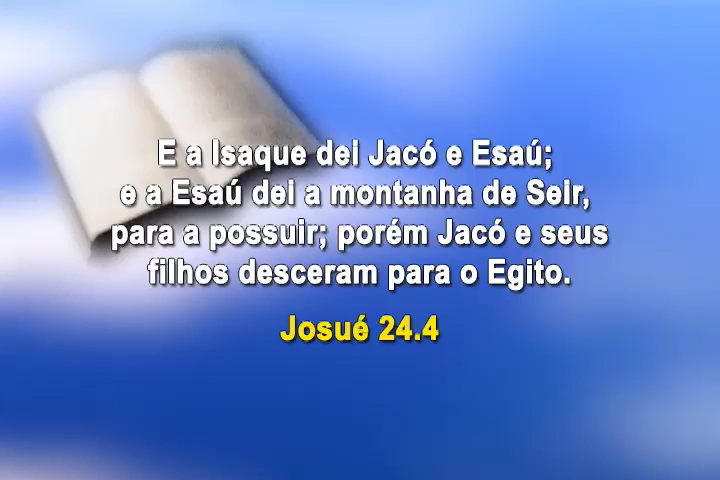 E a Isaque dei Jacó e Esaú;
e a Esaú dei a montanha de Seir,
para a possuir; porém Jacó e seus
filhos desceram para o Egito.
Josué 24.4